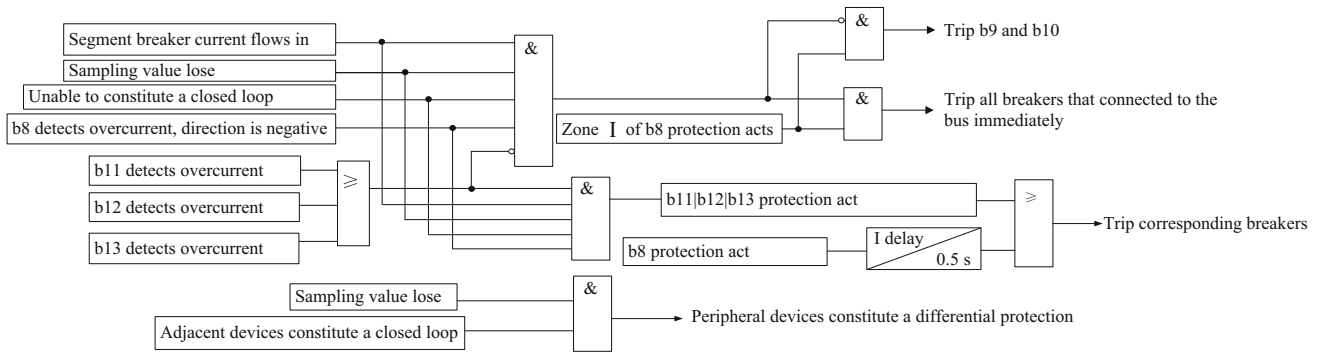 Segment breaker current flows in
Sampling value lose
Unable to constitute a closed loop
b8 detects overcurrent, direction is negative
b11 detects overcurrent
b12 detects overcurrent
b13 detects overcurrent
≥
&
&
Trip b9 and b10
&
Trip all breakers that connected to the
bus immediately
Zone I of b8 protection acts
&
b11|b12|b13 protection act
b8 protection act
I delay
0.5 s
≥
Trip corresponding breakers
Sampling value lose
Adjacent devices constitute a closed loop
&
Peripheral devices constitute a differential protection